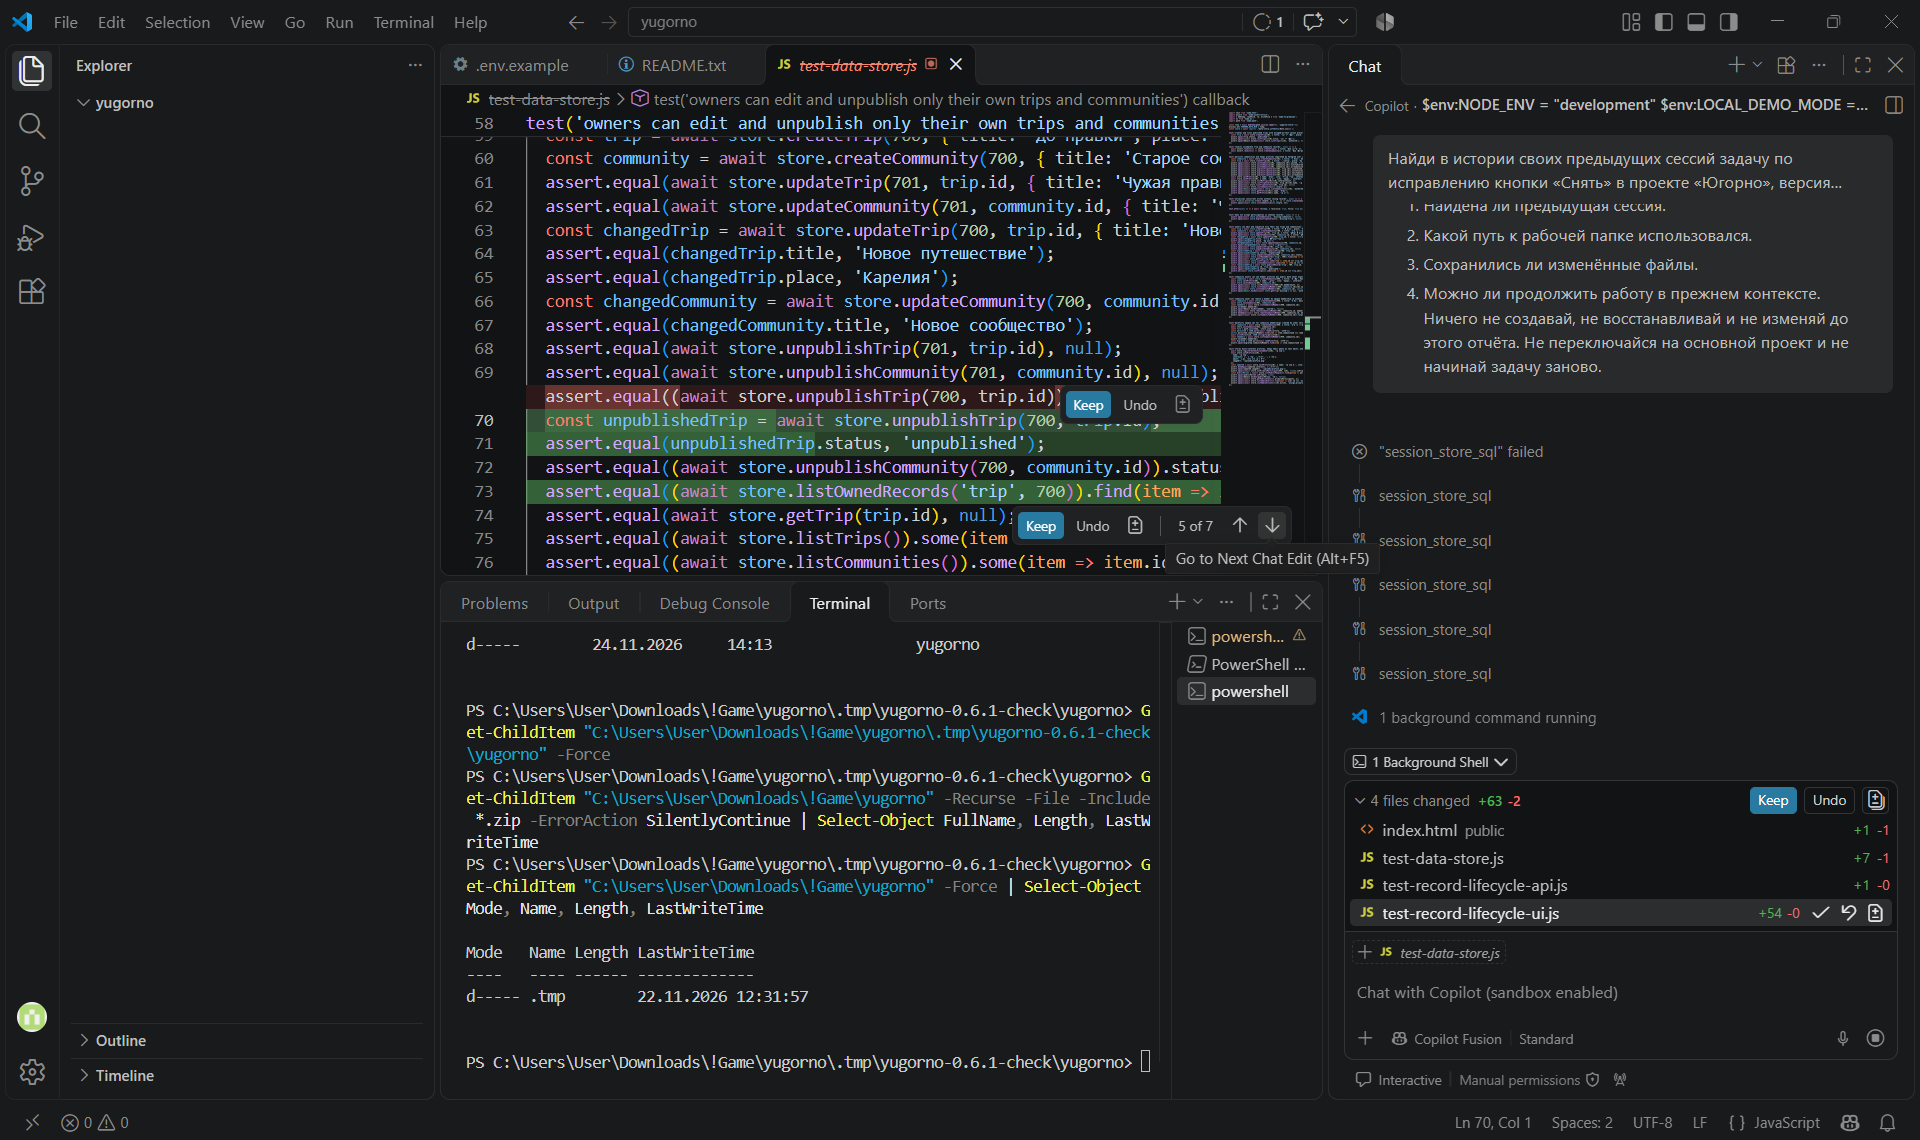 File Edit Selection View Go Run Terminal Help
yugorno
1
Explorer
yugorno
Outline
Timeline
.env.example
README.txt
JS test-data-store.js
JS test-data-store.js > test('owners can edit and unpublish only their own trips and communities') callback
58 test('owners can edit and unpublish only their own trips and communities
60 const community = await store.createCommunity(700, { title: 'Старое соо
61 assert.equal(await store.updateTrip(701, trip.id, { title: 'Чужая прав
62 assert.equal(await store.updateCommunity(701, community.id, { title: '
63 const changedTrip = await store.updateTrip(700, trip.id, { title: 'Нов
64 assert.equal(changedTrip.title, 'Новое путешествие');
65 assert.equal(changedTrip.place, 'Карелия');
66 const changedCommunity = await store.updateCommunity(700, community.id
67 assert.equal(changedCommunity.title, 'Новое сообщество');
68 assert.equal(await store.unpublishTrip(701, trip.id), null);
69 assert.equal(await store.unpublishCommunity(701, community.id), null);
assert.equal((await store.unpublishTrip(700, trip.id)
Keep Undo
70 const unpublishedTrip = await store.unpublishTrip(700, trip.id);
71 assert.equal(unpublishedTrip.status, 'unpublished');
72 assert.equal((await store.unpublishCommunity(700, community.id)).statu
73 assert.equal((await store.listOwnedRecords('trip', 700)).find(item =>
74 assert.equal(await store.getTrip(trip.id), null);
75 assert.equal((await store.listTrips()).some(item
76 assert.equal((await store.listCommunities()).some(item => item.id
Keep Undo 5 of 7
Go to Next Chat Edit (Alt+F5)
Problems Output Debug Console Terminal Ports
d----- 24.11.2026 14:13 yugorno
PS C:\Users\User\Downloads\!Game\yugorno\.tmp\yugorno-0.6.1-check\yugorno> G
et-ChildItem "C:\Users\User\Downloads\!Game\yugorno\.tmp\yugorno-0.6.1-check
\yugorno" -Force
PS C:\Users\User\Downloads\!Game\yugorno\.tmp\yugorno-0.6.1-check\yugorno> G
et-ChildItem "C:\Users\User\Downloads\!Game\yugorno" -Recurse -File -Include
*.zip -ErrorAction SilentlyContinue | Select-Object FullName, Length, LastW
riteTime
PS C:\Users\User\Downloads\!Game\yugorno\.tmp\yugorno-0.6.1-check\yugorno> G
et-ChildItem "C:\Users\User\Downloads\!Game\yugorno" -Force | Select-Object
Mode, Name, Length, LastWriteTime
Mode Name Length LastWriteTime
---- ---- ------ -------------
d----- .tmp 22.11.2026 12:31:57
PS C:\Users\User\Downloads\!Game\yugorno\.tmp\yugorno-0.6.1-check\yugorno>
powersh...
PowerShell ...
powershell
Chat
Copilot · $env:NODE_ENV = "development" $env:LOCAL_DEMO_MODE =...
Найди в истории своих предыдущих сессий задачу по
исправлению кнопки «Снять» в проекте «Югорно», версия...
1. Найдена ли предыдущая сессия.
2. Какой путь к рабочей папке использовался.
3. Сохранились ли изменённые файлы.
4. Можно ли продолжить работу в прежнем контексте.
Ничего не создавай, не восстанавливай и не изменяй до
этого отчёта. Не переключайся на основной проект и не
начинай задачу заново.
"session_store_sql" failed
session_store_sql
session_store_sql
session_store_sql
session_store_sql
session_store_sql
1 background command running
1 Background Shell
4 files changed +63 -2 Keep Undo
index.html public +1 -1
JS test-data-store.js +7 -1
JS test-record-lifecycle-api.js +1 -0
JS test-record-lifecycle-ui.js +54 -0
JS test-data-store.js
Chat with Copilot (sandbox enabled)
Copilot Fusion Standard
Interactive Manual permissions
0 0
Ln 70, Col 1 Spaces: 2 UTF-8 LF { } JavaScript